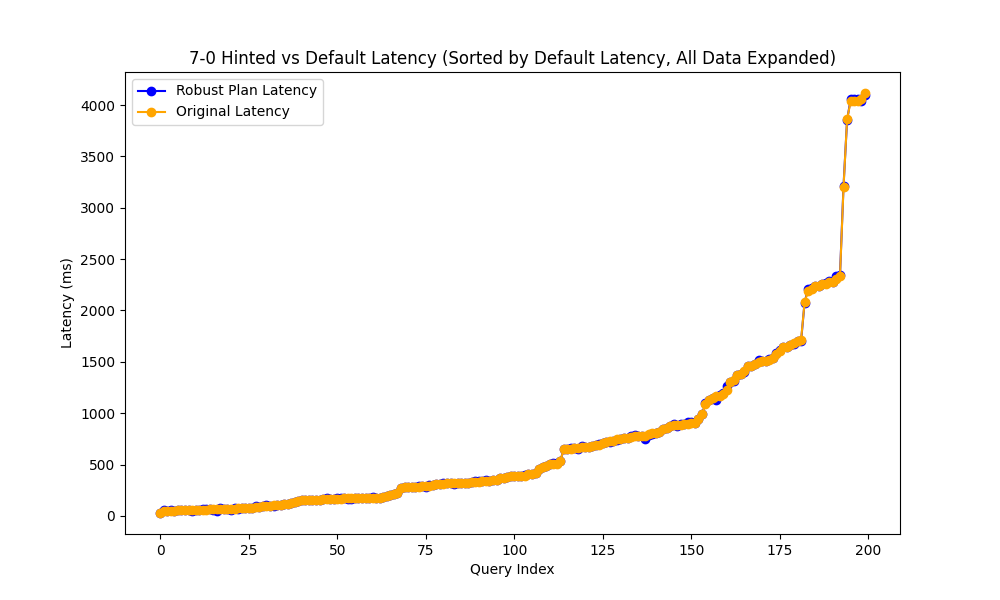 7-0 Hinted vs Default Latency (Sorted by Default Latency, All Data Expanded)
Robust Plan Latency
Original Latency
Latency (ms)
4000
3500
3000
2500
2000
1500
1000
500
0
0 25 50 75 100 125 150 175 200
Query Index